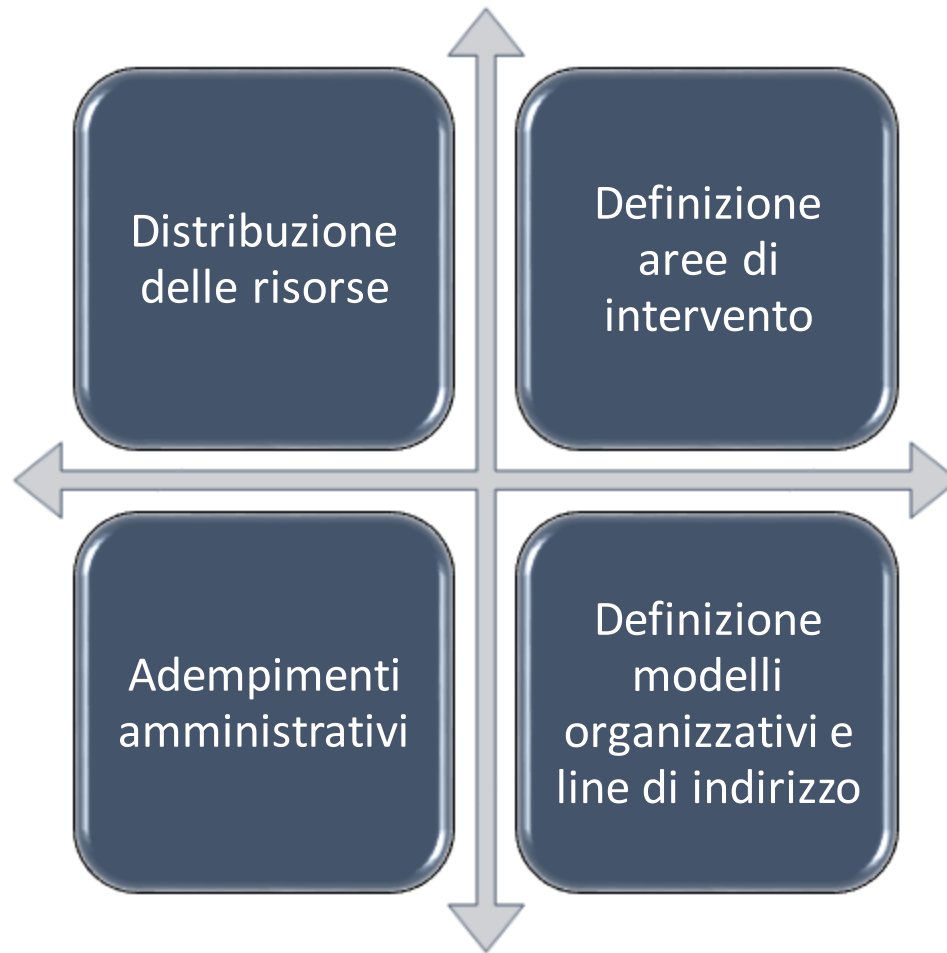 Distribuzione
delle risorse
Definizione
aree di
intervento
Adempimenti
amministrativi
Definizione
modelli
organizzativi e
line di indirizzo